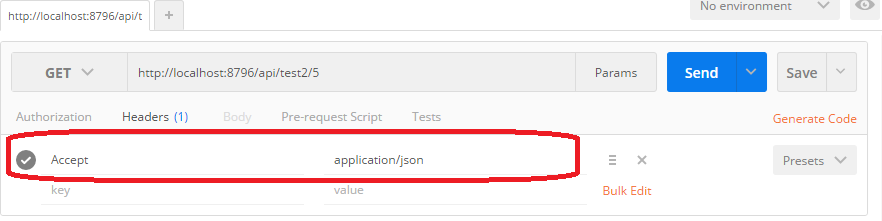 No environment
http://localhost:8796/api/t
+
GET http://localhost:8796/api/test2/5 Params Send Save
Authorization Headers (1) Body Pre-request Script Tests Generate Code
Accept application/json Presets
key value Bulk Edit